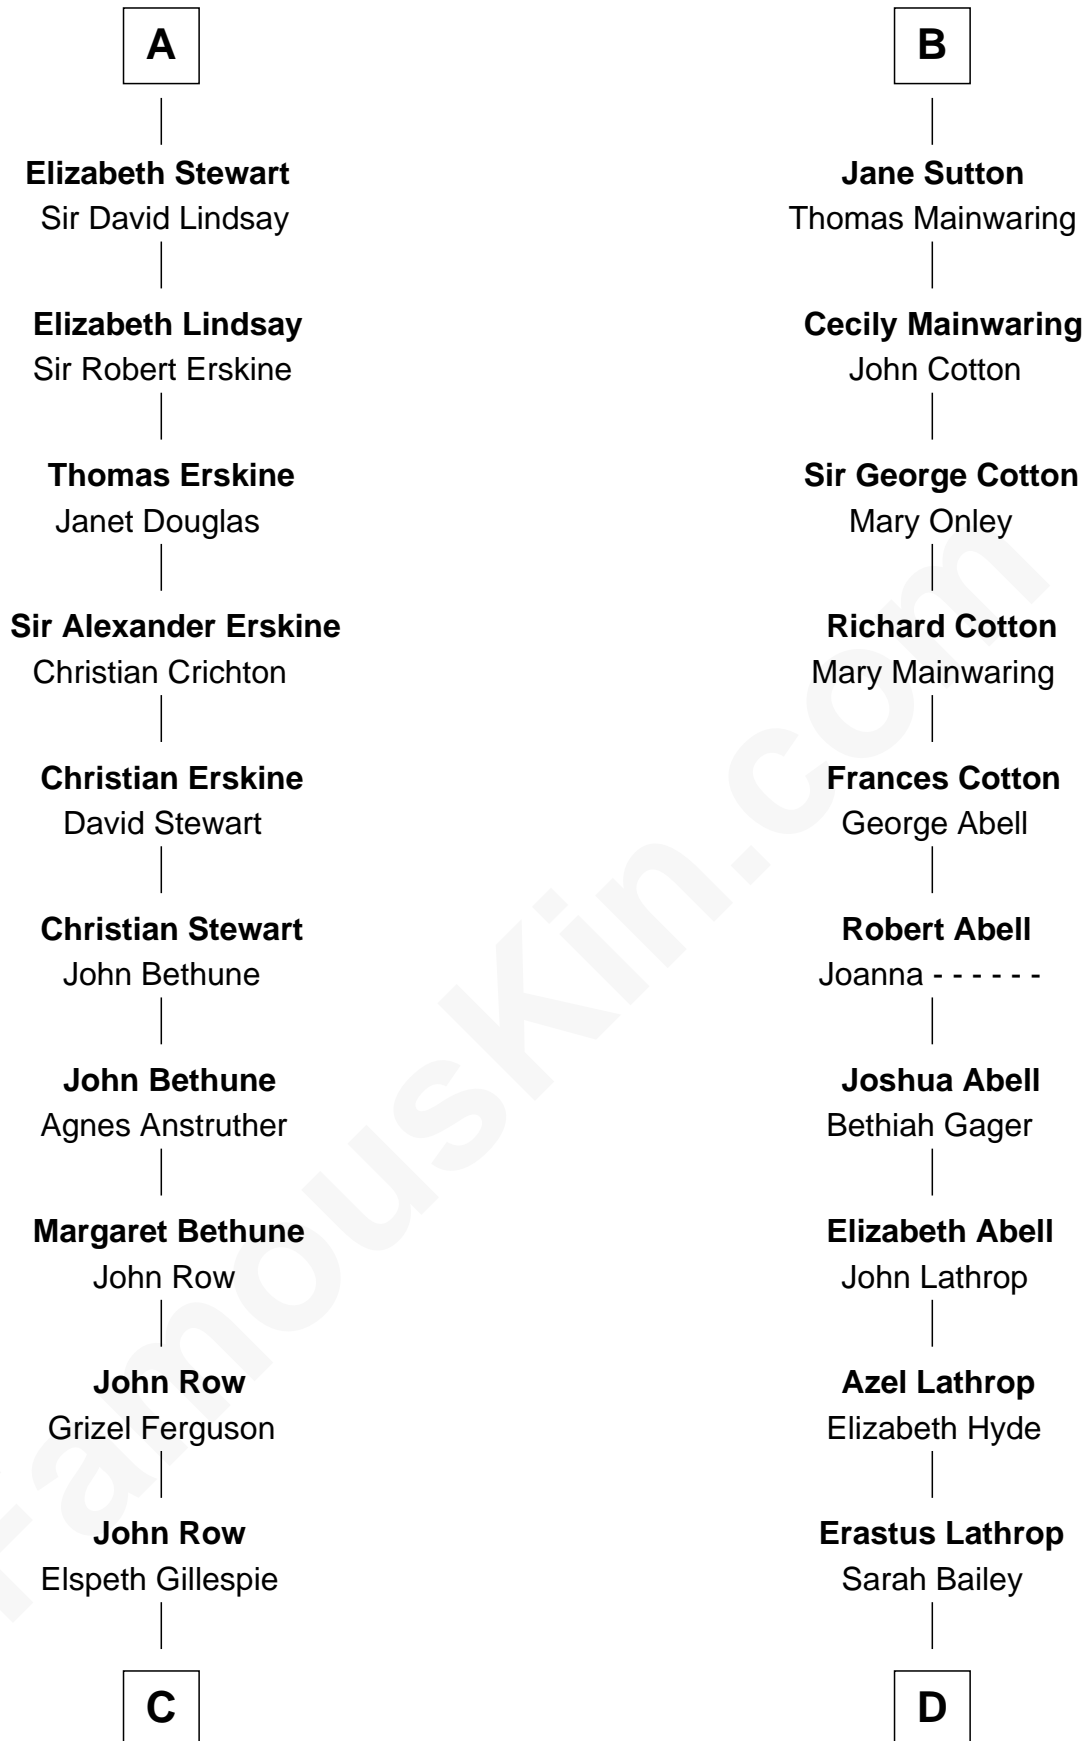 A
Elizabeth Stewart
Sir David Lindsay
Elizabeth Lindsay
Sir Robert Erskine
Thomas Erskine
Janet Douglas
Sir Alexander Erskine
Christian Crichton
Christian Erskine
David Stewart
Christian Stewart
John Bethune
John Bethune
Agnes Anstruther
Margaret Bethune
John Row
John Row
Grizel Ferguson
John Row
Elspeth Gillespie
C
B
Jane Sutton
Thomas Mainwaring
Cecily Mainwaring
John Cotton
Sir George Cotton
Mary Onley
Richard Cotton
Mary Mainwaring
Frances Cotton
George Abell
Robert Abell
Joanna - - - - - -
Joshua Abell
Bethiah Gager
Elizabeth Abell
John Lathrop
Azel Lathrop
Elizabeth Hyde
Erastus Lathrop
Sarah Bailey
D
FamousKin.com